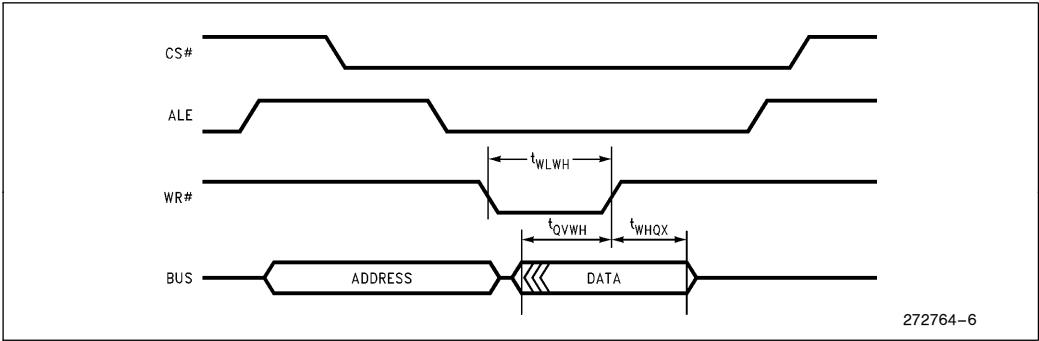 CS#
ALE
tWLWH
WR#
tQVWH tWHQX
BUS ADDRESS DATA
272764–6